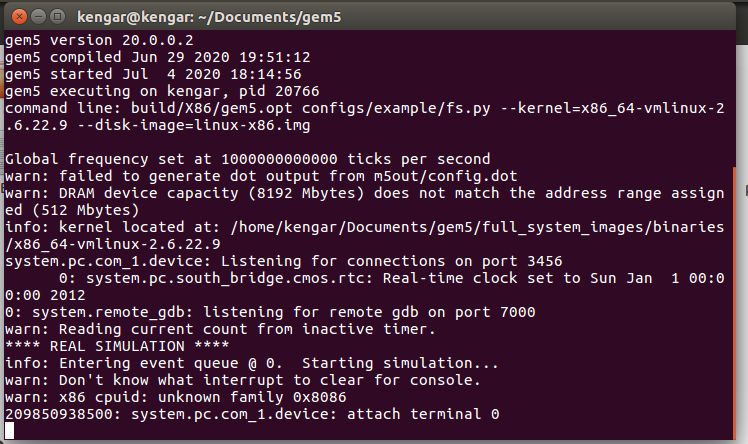 kengar@kengar: ~/Documents/gem5
gem5 version 20.0.0.2
gem5 compiled Jun 29 2020 19:51:12
gem5 started Jul  4 2020 18:14:56
gem5 executing on kengar, pid 20766
command line: build/X86/gem5.opt configs/example/fs.py --kernel=x86_64-vmlinux-2
.6.22.9 --disk-image=linux-x86.img
Global frequency set at 1000000000000 ticks per second
warn: failed to generate dot output from m5out/config.dot
warn: DRAM device capacity (8192 Mbytes) does not match the address range assign
ed (512 Mbytes)
info: kernel located at: /home/kengar/Documents/gem5/full_system_images/binaries
/x86_64-vmlinux-2.6.22.9
system.pc.com_1.device: Listening for connections on port 3456
      0: system.pc.south_bridge.cmos.rtc: Real-time clock set to Sun Jan  1 00:0
0:00 2012
0: system.remote_gdb: listening for remote gdb on port 7000
warn: Reading current count from inactive timer.
**** REAL SIMULATION ****
info: Entering event queue @ 0.  Starting simulation...
warn: Don't know what interrupt to clear for console.
warn: x86 cpuid: unknown family 0x8086
209850938500: system.pc.com_1.device: attach terminal 0